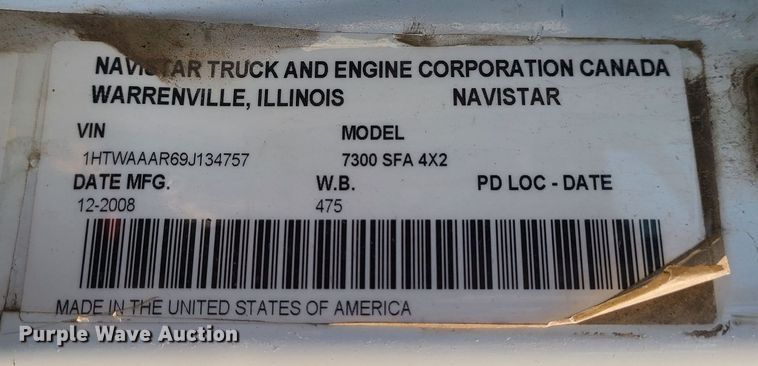 NAVISTAR TRUCK AND ENGINE CORPORATION CANADA
WARRENVILLE, ILLINOIS NAVISTAR
VIN MODEL
1HTWAAAR69J134757 7300 SFA 4X2
DATE MFG. W.B. PD LOC - DATE
12-2008 475
MADE IN THE UNITED STATES OF AMERICA
Purple Wave Auction